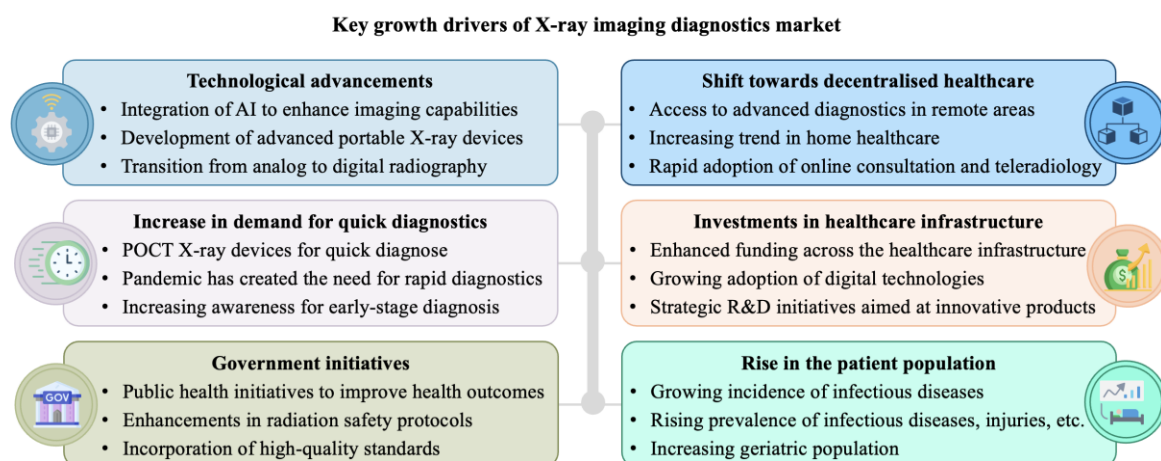 Key growth drivers of X-ray imaging diagnostics market
Technological advancements
• Integration of AI to enhance imaging capabilities
• Development of advanced portable X-ray devices
• Transition from analog to digital radiography
Shift towards decentralised healthcare
• Access to advanced diagnostics in remote areas
• Increasing trend in home healthcare
• Rapid adoption of online consultation and teleradiology
Increase in demand for quick diagnostics
• POCT X-ray devices for quick diagnose
• Pandemic has created the need for rapid diagnostics
• Increasing awareness for early-stage diagnosis
Investments in healthcare infrastructure
• Enhanced funding across the healthcare infrastructure
• Growing adoption of digital technologies
• Strategic R&D initiatives aimed at innovative products
$
Government initiatives
• Public health initiatives to improve health outcomes
• Enhancements in radiation safety protocols
• Incorporation of high-quality standards
GOV
Rise in the patient population
• Growing incidence of infectious diseases
• Rising prevalence of infectious diseases, injuries, etc.
• Increasing geriatric population